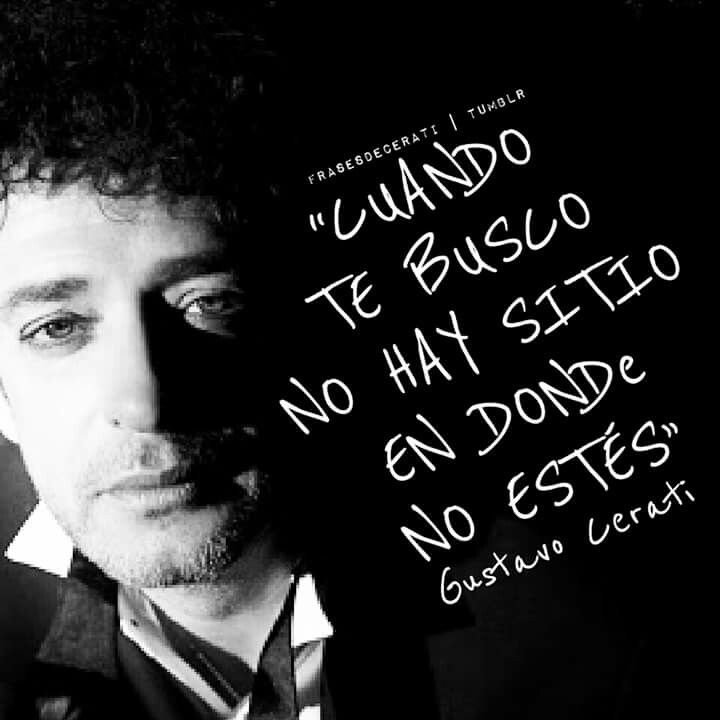 FRASESDECERATI | TUMBLR
"CUANDO
TE BUSCO
NO HAY SITIO
EN DONDe
NO ESTÉS"
Gustavo Cerati